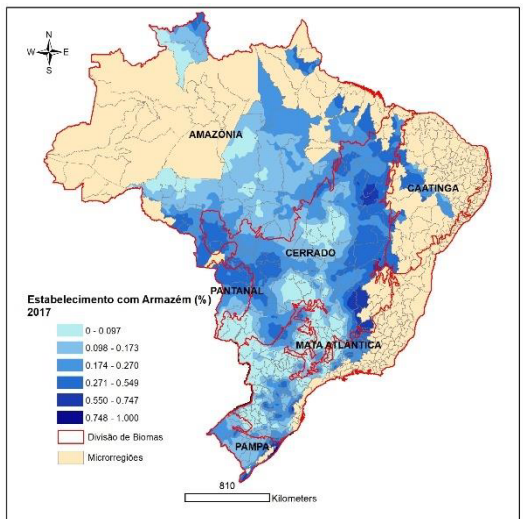 N
W E
S
AMAZÔNIA
CAATINGA
CERRADO
PANTANAL
MATA ATLÂNTICA
PAMPA
Estabelecimento com Armazém (%)
2017
0 - 0.097
0.098 - 0.173
0.174 - 0.270
0.271 - 0.549
0.550 - 0.747
0.748 - 1.000
Divisão de Biomas
Microrregiões
810
Kilometers